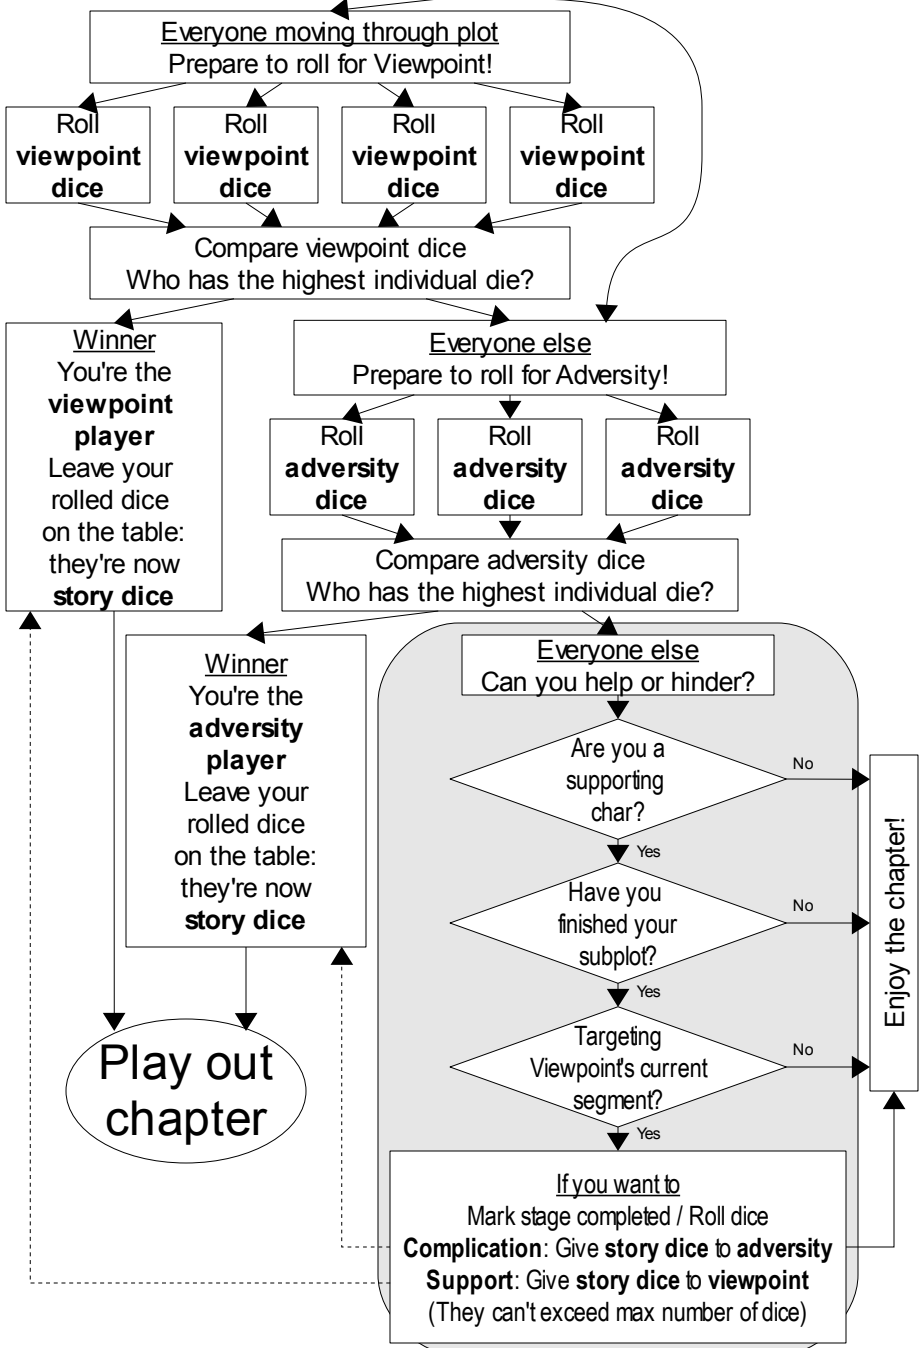 Everyone moving through plot
Prepare to roll for Viewpoint!
Roll
viewpoint
dice
Roll
viewpoint
dice
Roll
viewpoint
dice
Roll
viewpoint
dice
Compare viewpoint dice
Who has the highest individual die?
Winner
You're the
viewpoint
player
Leave your
rolled dice
on the table:
they're now
story dice
Everyone else
Prepare to roll for Adversity!
Roll
adversity
dice
Roll
adversity
dice
Roll
adversity
dice
Compare adversity dice
Who has the highest individual die?
Winner
You're the
adversity
player
Leave your
rolled dice
on the table:
they're now
story dice
Everyone else
Can you help or hinder?
Are you a
supporting
char?
No
Yes
Have you
finished your
subplot?
No
Yes
Targeting
Viewpoint's current
segment?
No
Yes
Enjoy the chapter!
Play out
chapter
If you want to
Mark stage completed / Roll dice
Complication: Give story dice to adversity
Support: Give story dice to viewpoint
(They can't exceed max number of dice)